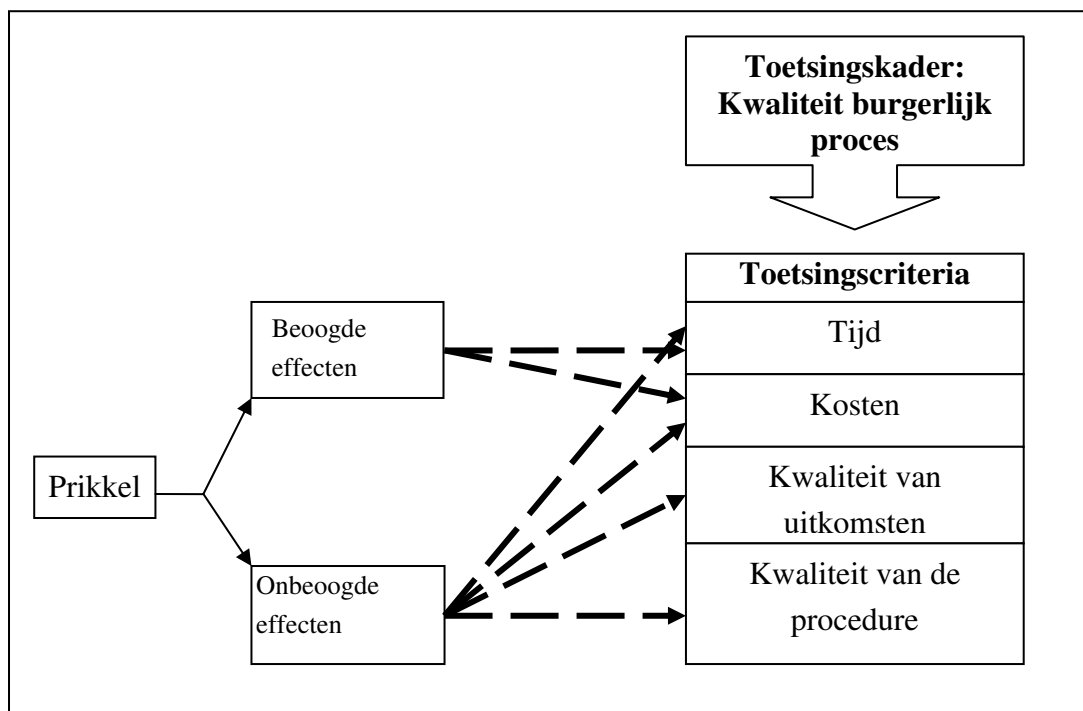 Toetsingskader:
Kwaliteit burgerlijk
proces
Toetsingscriteria
Tijd
Kosten
Kwaliteit van
uitkomsten
Kwaliteit van de
procedure
Beoogde
effecten
Prikkel
Onbeoogde
effecten